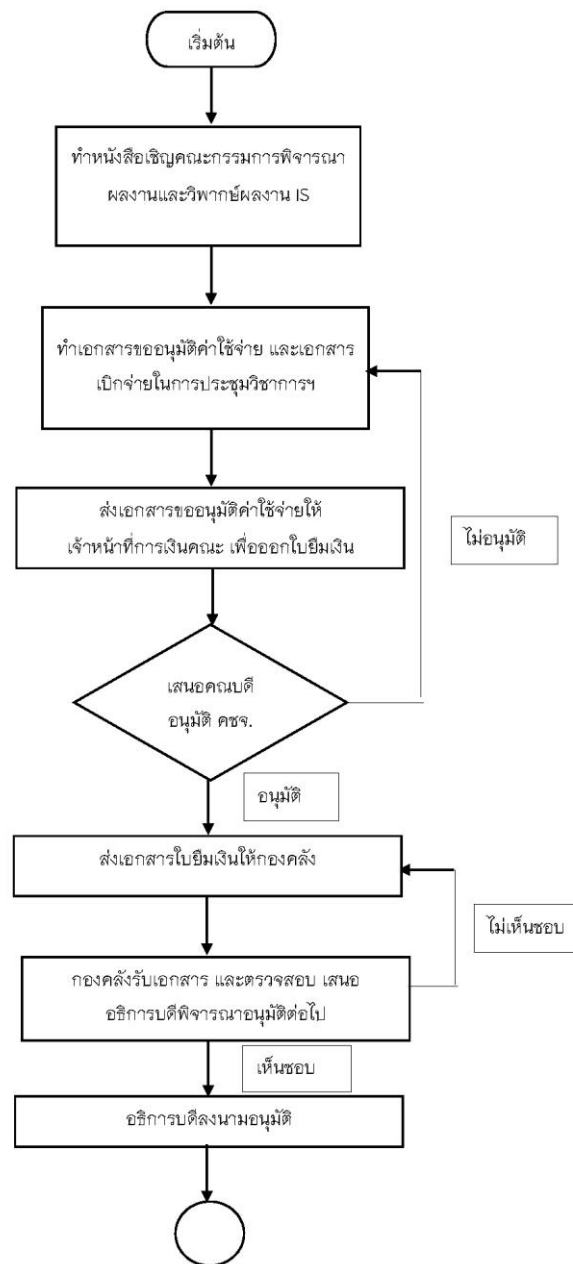 เริ่มต้น
ทำหนังสือเชิญคณะกรรมการพิจารณา
ผลงานและวิพากษ์ผลงาน IS
ทำเอกสารขออนุมัติค่าใช้จ่าย และเอกสาร
เบิกจ่ายในการประชุมวิชาการฯ
ส่งเอกสารขออนุมัติค่าใช้จ่ายให้
เจ้าหน้าที่การเงินคณะ เพื่อออกใบยืมเงิน
ไม่อนุมัติ
เสนอคณบดี
อนุมัติ คชจ.
อนุมัติ
ส่งเอกสารใบยืมเงินให้กองคลัง
ไม่เห็นชอบ
กองคลังรับเอกสาร และตรวจสอบ เสนอ
อธิการบดีพิจารณาอนุมัติต่อไป
เห็นชอบ
อธิการบดีลงนามอนุมัติ